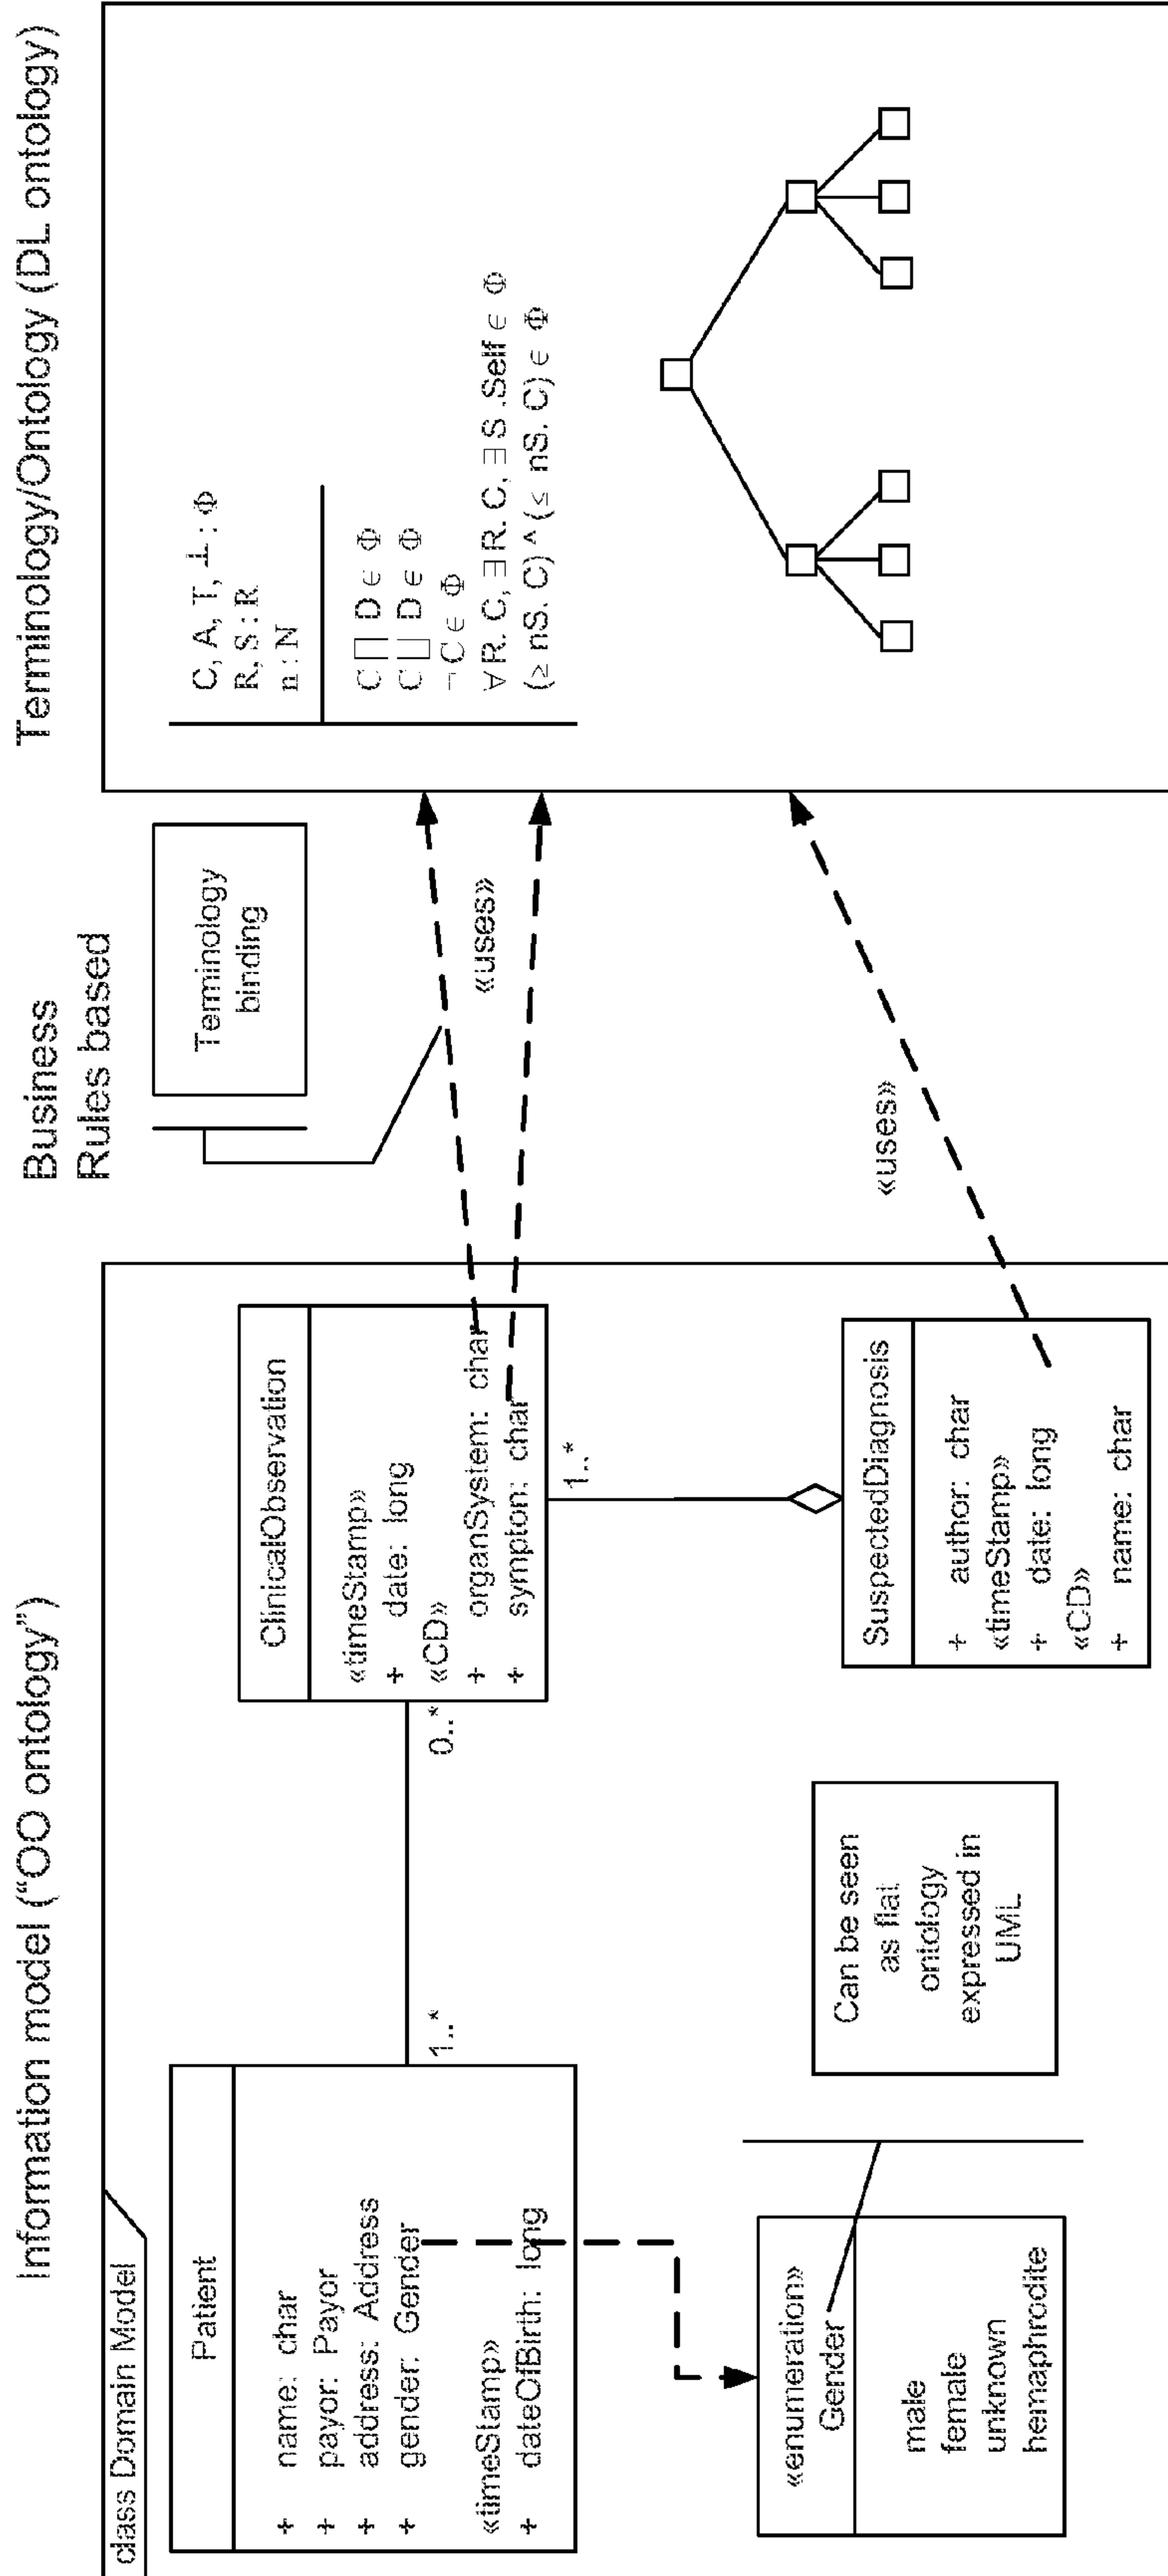 Information model (“OO ontology”)
class Domain Model
Patient
+ name: char
+ payor: Payor
+ address: Address
+ gender: Gender
«timeStamp»
+ dateOfBirth: long
1..*
0..*
ClinicalObservation
«timeStamp»
+ date: long
«CD»
+ organSystem: char
+ sympton: char
1..*
«enumeration»
Gender
male
female
unknown
hemaphrodite
Can be seen
as flat
ontology
expressed in
UML
SuspectedDiagnosis
+ author: char
«timeStamp»
+ date: long
«CD»
+ name: char
Business
Rules based
Terminology
binding
«uses»
«uses»
Terminology/Ontology (DL ontology)
C, A, T, ⊥ : Φ
R, S : R
n : N
C ∏ D ∈ Φ
C ∐ D ∈ Φ
¬ C ∈ Φ
∀ R. C, ∃ R. C, ∃ S .Self ∈ Φ
(≥ nS. C) ^ (≤ nS. C) ∈ Φ